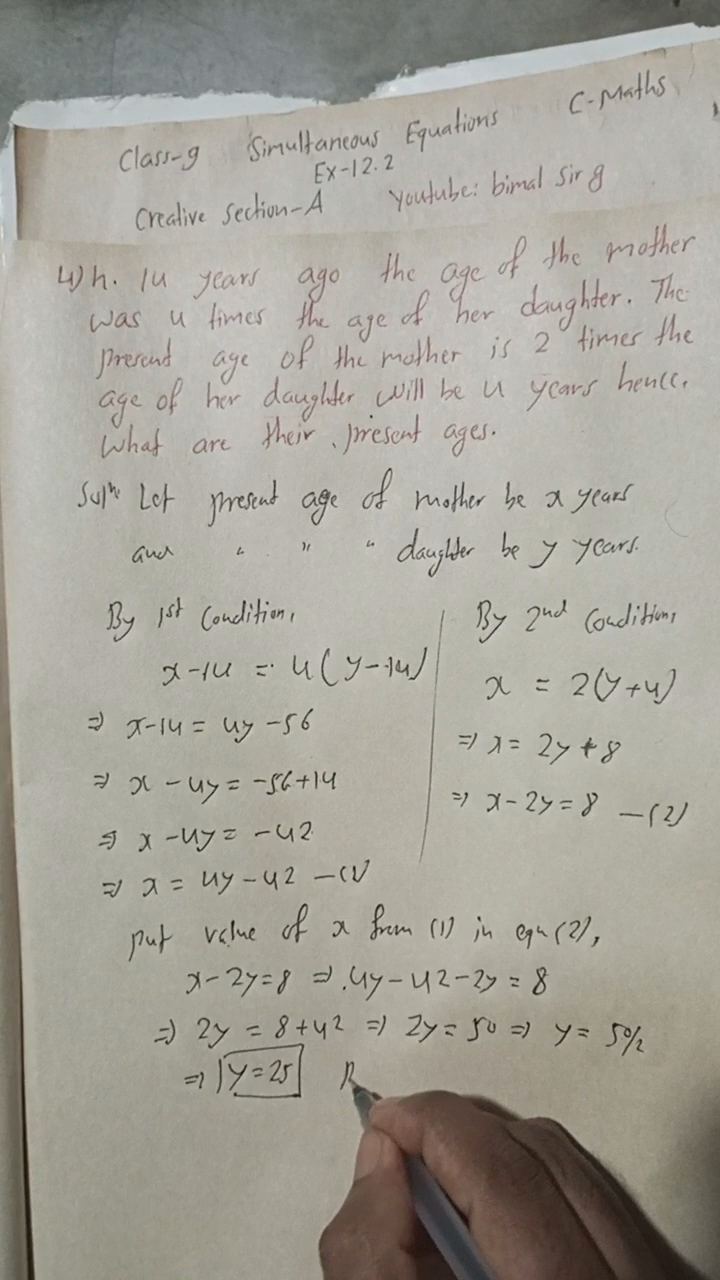 Class-9 Simultaneous Equations C-Maths
Ex-12.2
Creative section-A Youtube: bimal sir g
4) h. 14 years ago the age of the mother
was 4 times the age of her daughter. The
present age of the mother is 2 times the
age of her daughter will be 4 years hence.
What are their present ages.
Solⁿ: Let present age of mother be x years
and " " " daughter be y years.
By 1st Condition,
x-14 = 4(y-14)
⇒ x-14 = 4y -56
⇒ x - 4y = -56+14
⇒ x -4y = -42
⇒ x = 4y -42 —(1)
By 2nd Condition,
x = 2(y+4)
⇒ x = 2y + 8
⇒ x-2y = 8 —(2)
put value of x from (1) in eqn (2),
x-2y=8 ⇒ 4y-42-2y = 8
⇒ 2y = 8+42 ⇒ 2y = 50 ⇒ y = 50/2
⇒ y=25